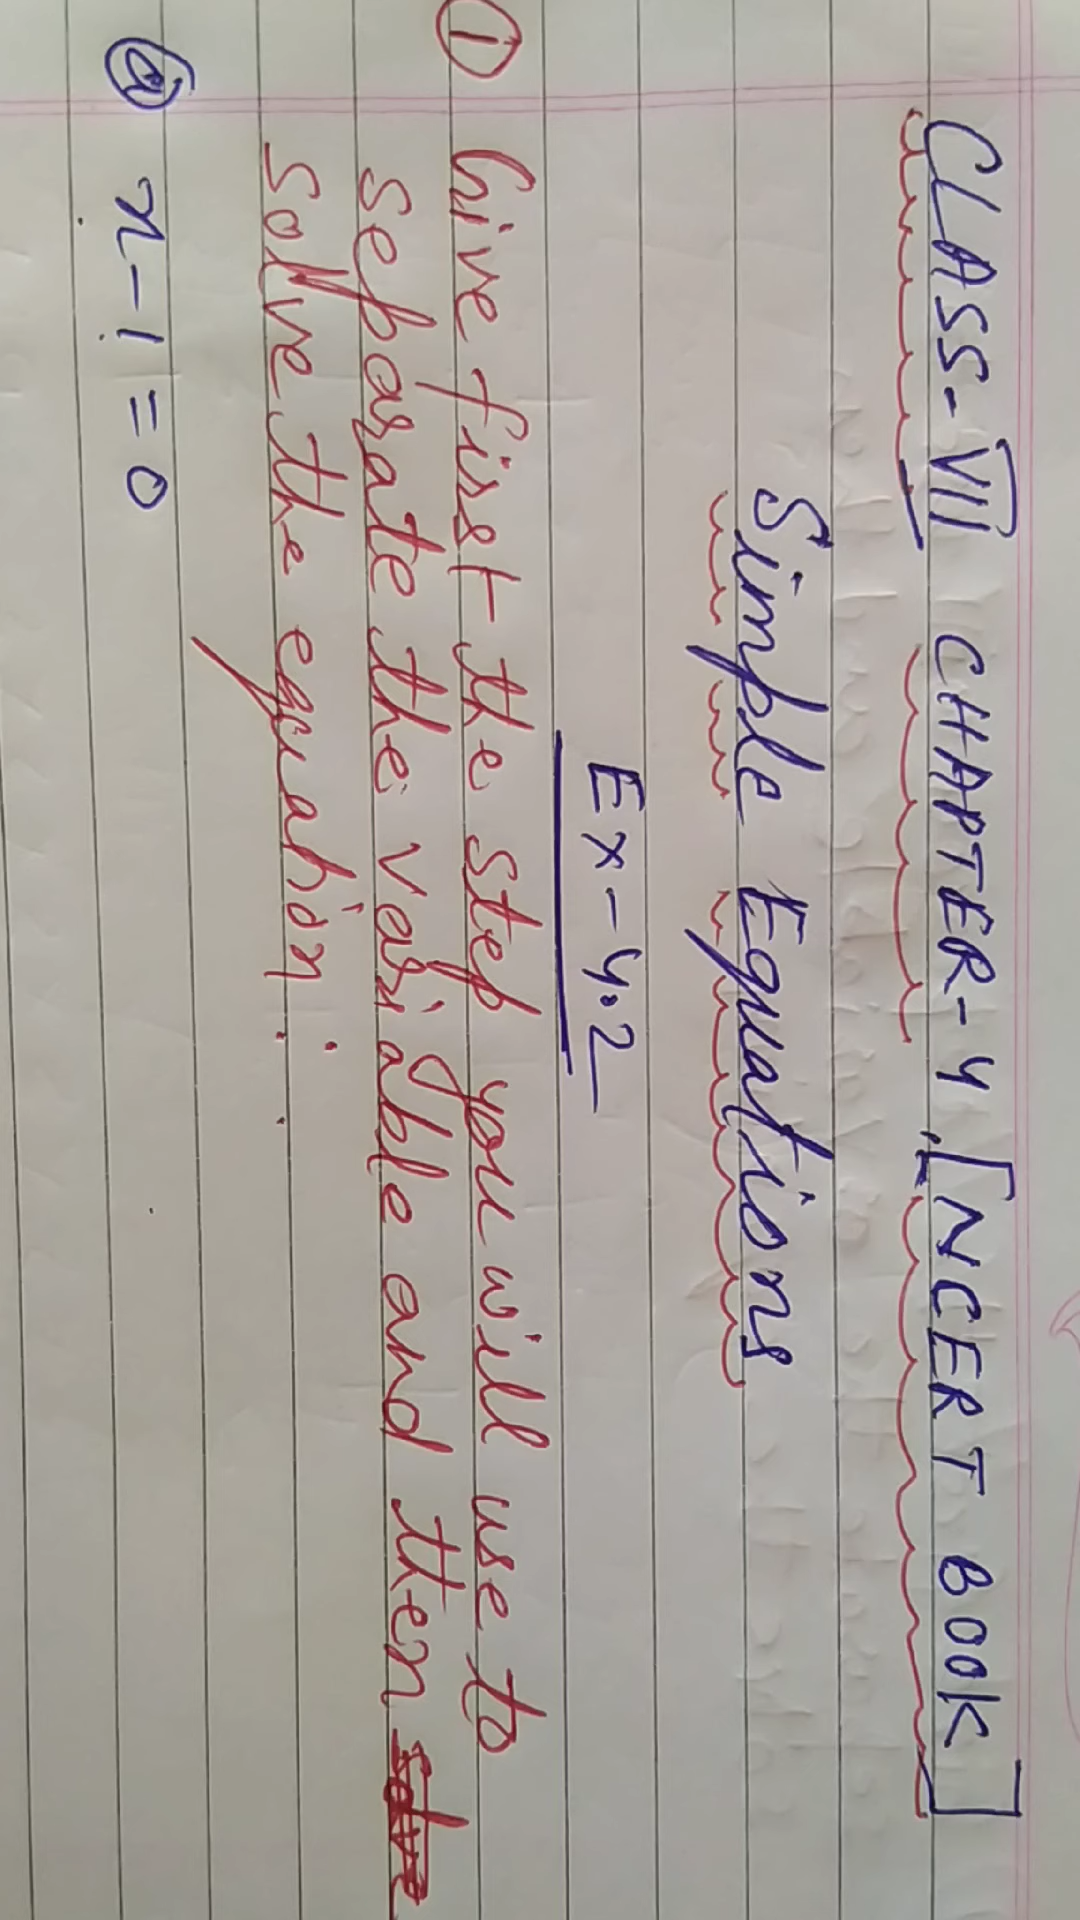 CLASS-VII CHAPTER-4 [NCERT BOOK]
Simple Equations
Ex-4.2
① Give first the step you will use to
separate the variable and then solve
solve the equation.
ⓐ x-1=0